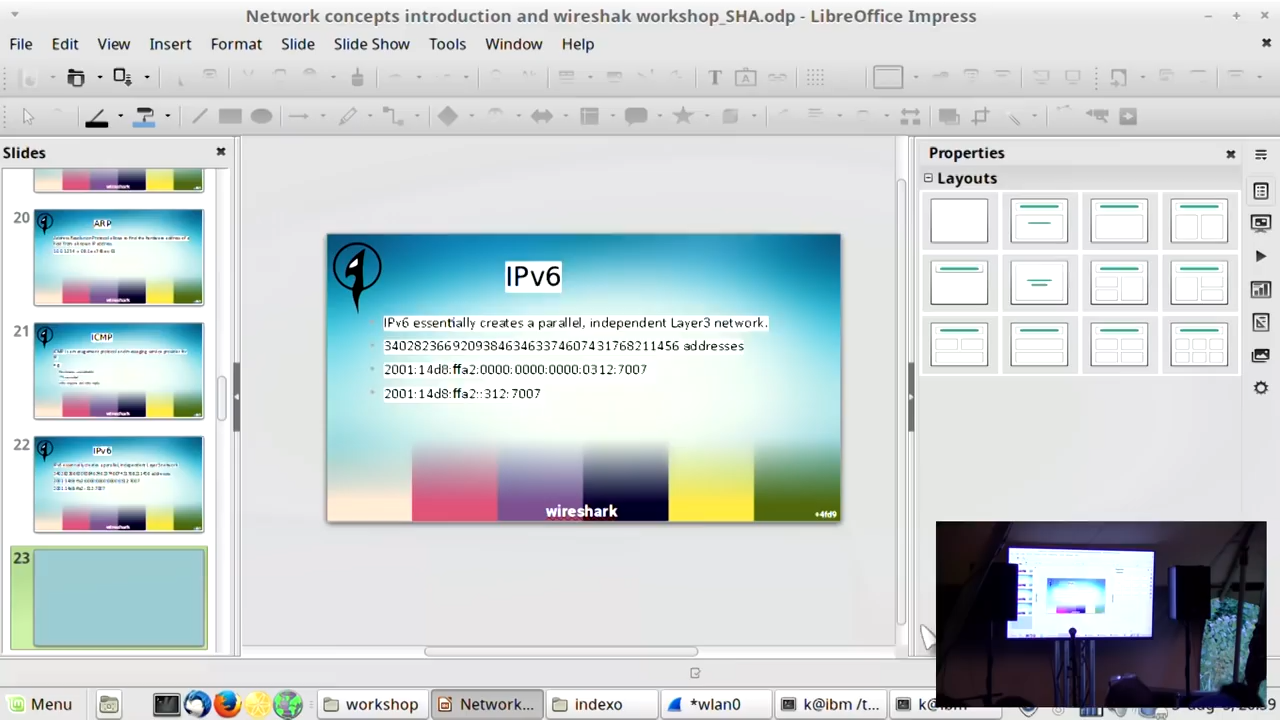 Network concepts introduction and wireshak workshop_SHA.odp - LibreOffice Impress
File Edit View Insert Format Slide Slide Show Tools Window Help
Slides
Properties
Layouts
wireshark
20
ARP
21
ICMP
22
IPv6
wireshark
23
IPv6
IPv6 essentially creates a parallel, independent Layer3 network.
340282366920938463463374607431768211456 addresses
2001:14d8:ffa2:0000:0000:0000:0312:7007
2001:14d8:ffa2::312:7007
wireshark
+4fd9
Menu
workshop
Network...
indexo
*wlan0
k@ibm /t...
k@ibm